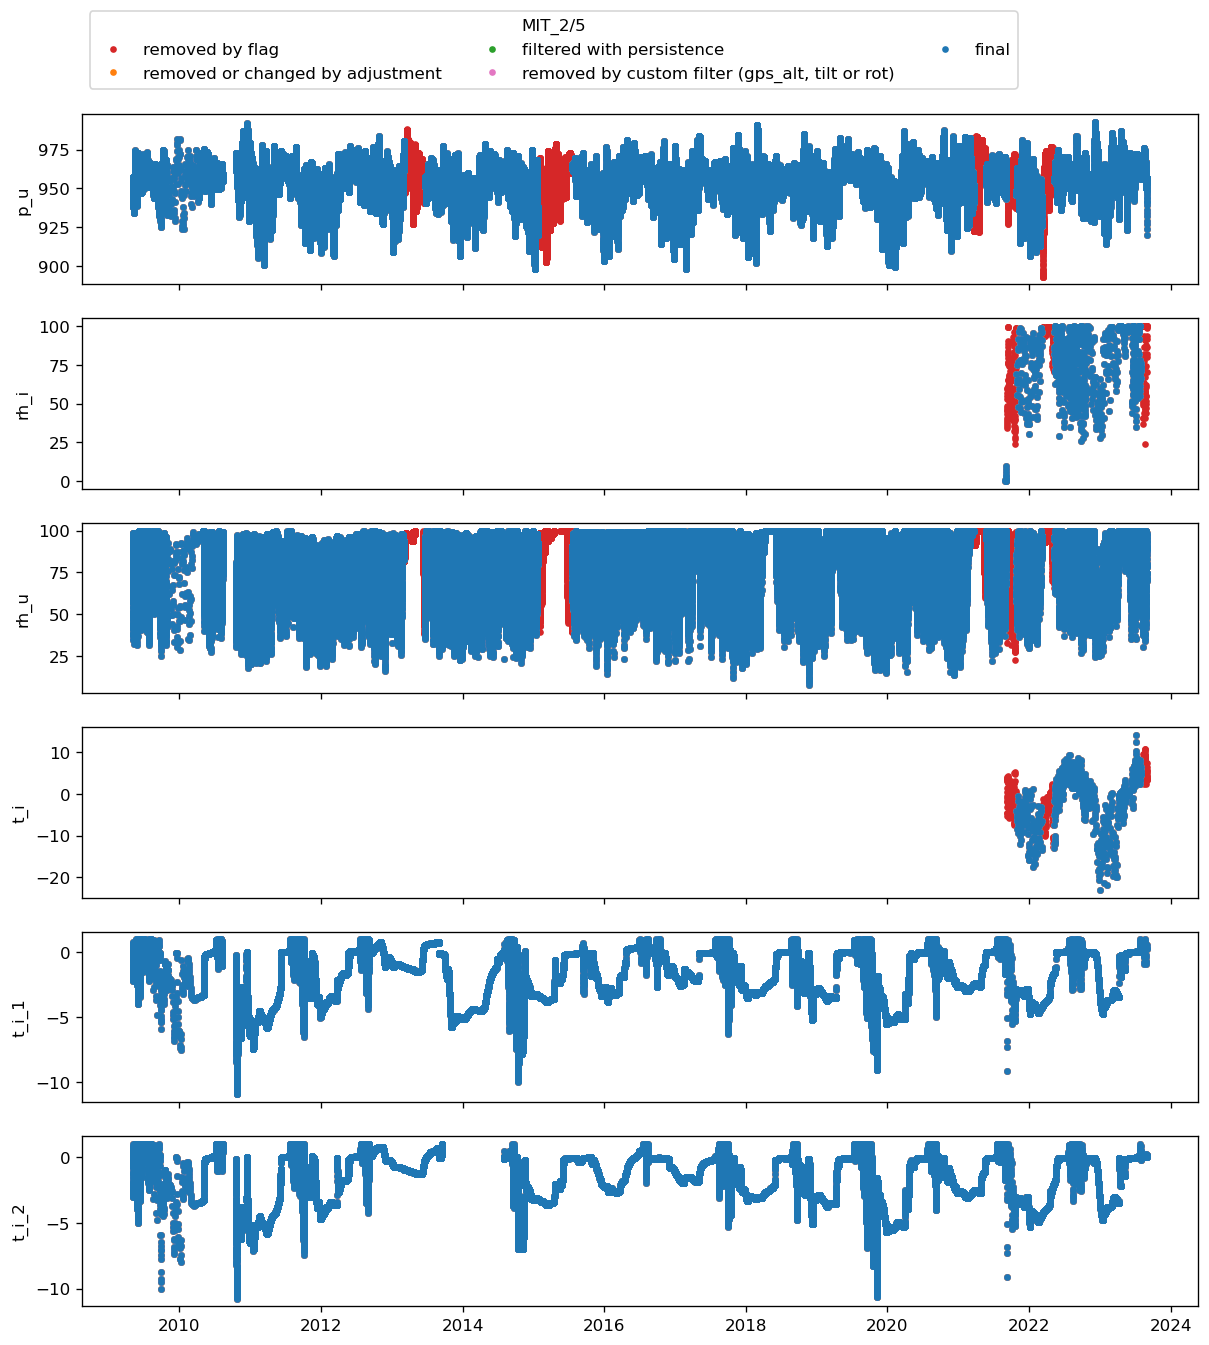 MIT_2/5
removed by flag
filtered with persistence
final
removed or changed by adjustment
removed by custom filter (gps_alt, tilt or rot)
975
950
925
900
p_u
100
75
50
25
0
rh_i
100
75
50
25
rh_u
10
0
−10
−20
t_i
0
−5
−10
t_i_1
0
−5
−10
t_i_2
2010 2012 2014 2016 2018 2020 2022 2024